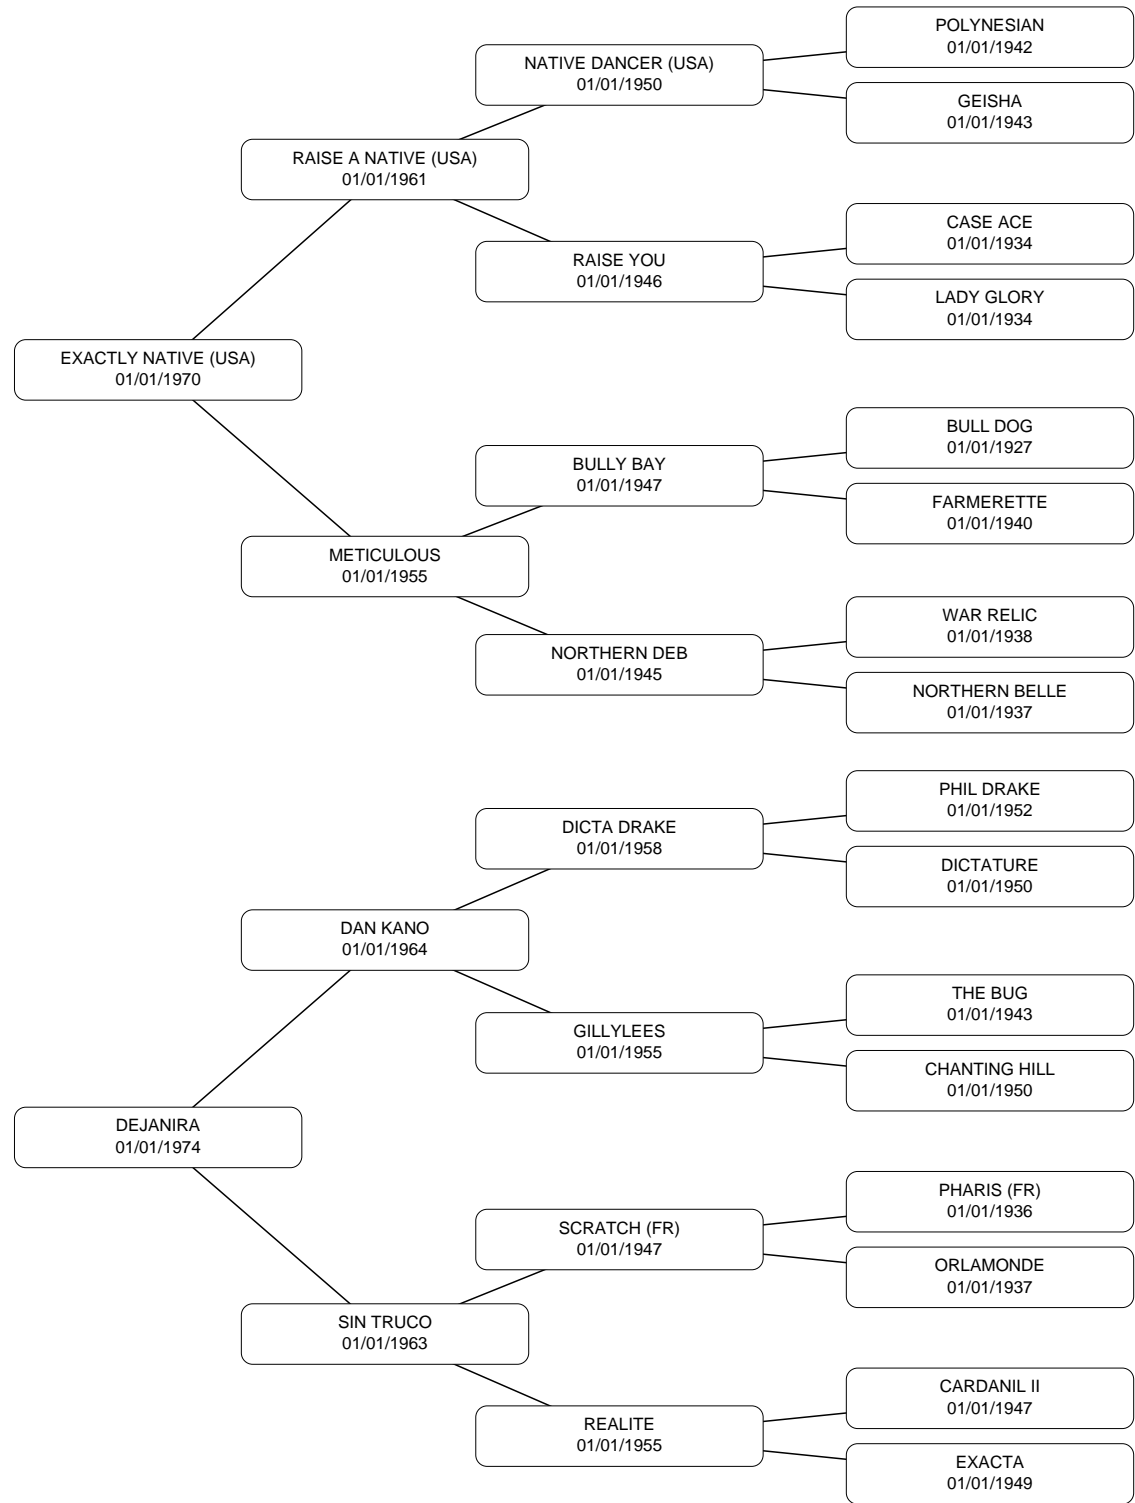 POLYNESIAN
01/01/1942
NATIVE DANCER (USA)
01/01/1950
GEISHA
01/01/1943
RAISE A NATIVE (USA)
01/01/1961
CASE ACE
01/01/1934
RAISE YOU
01/01/1946
LADY GLORY
01/01/1934
EXACTLY NATIVE (USA)
01/01/1970
BULL DOG
01/01/1927
BULLY BAY
01/01/1947
FARMERETTE
01/01/1940
METICULOUS
01/01/1955
WAR RELIC
01/01/1938
NORTHERN DEB
01/01/1945
NORTHERN BELLE
01/01/1937
PHIL DRAKE
01/01/1952
DICTA DRAKE
01/01/1958
DICTATURE
01/01/1950
DAN KANO
01/01/1964
THE BUG
01/01/1943
GILLYLEES
01/01/1955
CHANTING HILL
01/01/1950
DEJANIRA
01/01/1974
PHARIS (FR)
01/01/1936
SCRATCH (FR)
01/01/1947
ORLAMONDE
01/01/1937
SIN TRUCO
01/01/1963
CARDANIL II
01/01/1947
REALITE
01/01/1955
EXACTA
01/01/1949